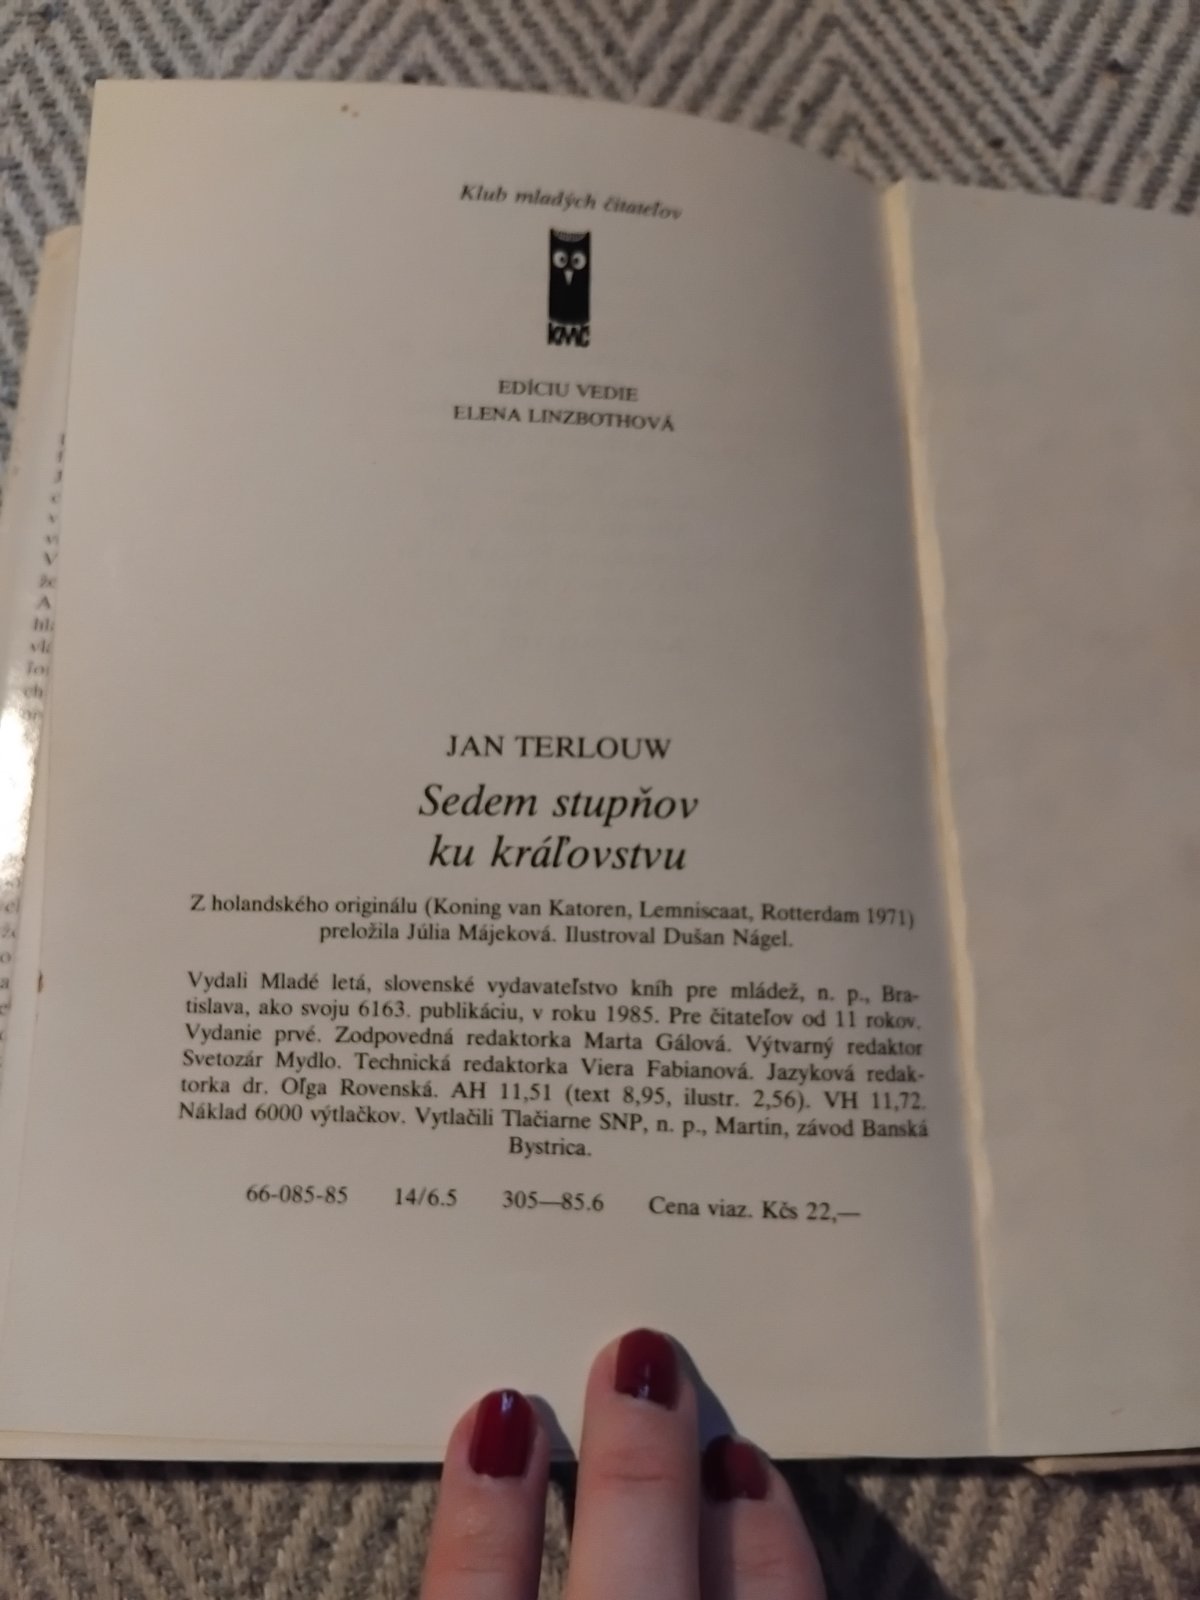 Klub mladých čitateľov
KMČ
EDÍCIU VEDIE
ELENA LINZBOTHOVÁ
JAN TERLOUW
Sedem stupňov
ku kráľovstvu
Z holandského originálu (Koning van Katoren, Lemniscaat, Rotterdam 1971)
preložila Júlia Májeková. Ilustroval Dušan Nágel.
Vydali Mladé letá, slovenské vydavateľstvo kníh pre mládež, n. p., Bra-
tislava, ako svoju 6163. publikáciu, v roku 1985. Pre čitateľov od 11 rokov.
Vydanie prvé. Zodpovedná redaktorka Marta Gálová. Výtvarný redaktor
Svetozár Mydlo. Technická redaktorka Viera Fabianová. Jazyková redak-
torka dr. Oľga Rovenská. AH 11,51 (text 8,95, ilustr. 2,56). VH 11,72.
Náklad 6000 výtlačkov. Vytlačili Tlačiarne SNP, n. p., Martin, závod Banská
Bystrica.
66-085-85 14/6.5 305—85.6 Cena viaz. Kčs 22,—